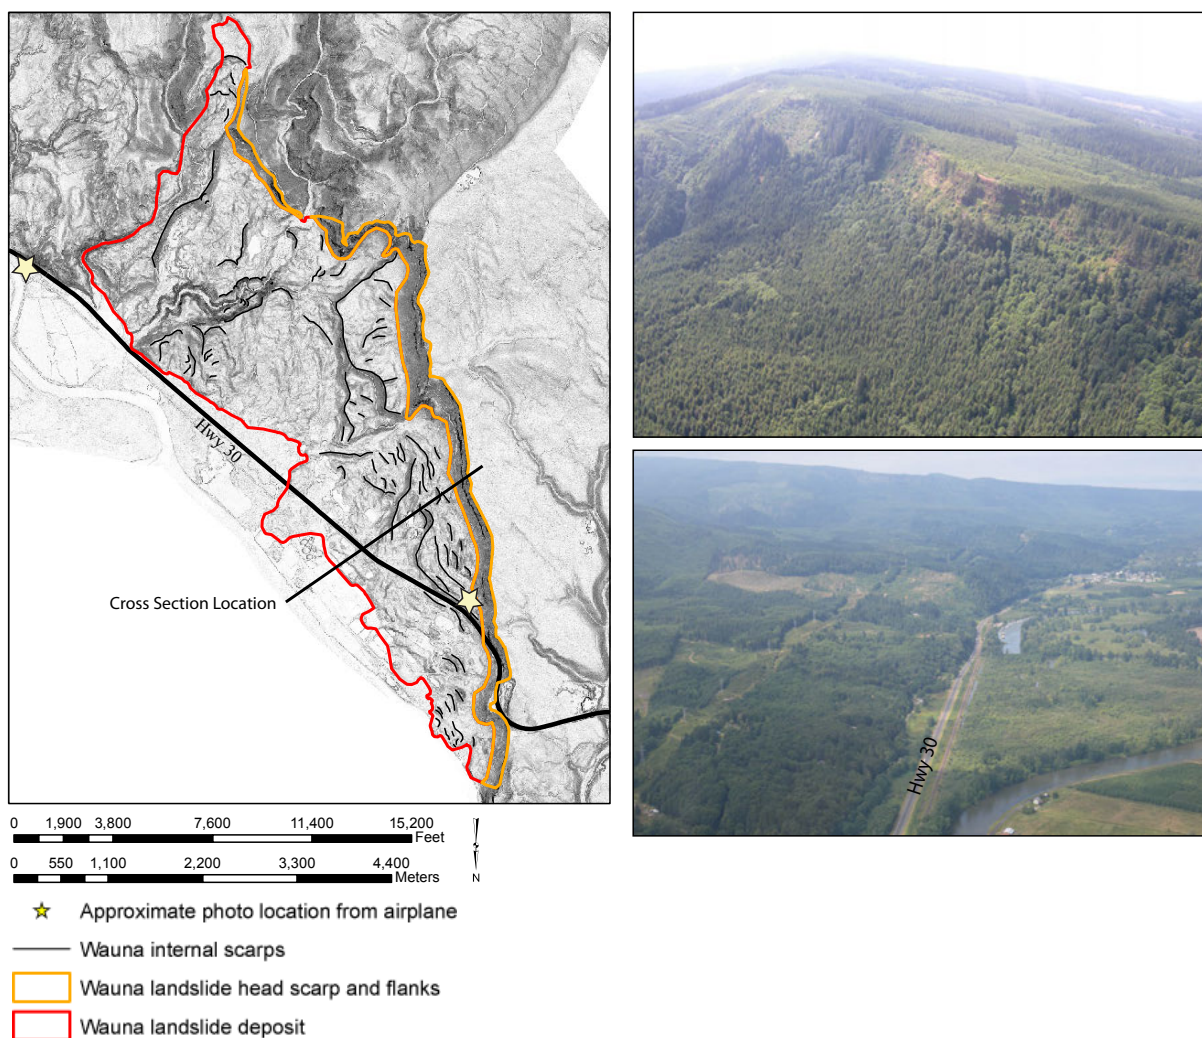 Hwy 30
Cross Section Location
Hwy 30
0 1,900 3,800 7,600 11,400 15,200
Feet
0 550 1,100 2,200 3,300 4,400
Meters
N
Approximate photo location from airplane
Wauna internal scarps
Wauna landslide head scarp and flanks
Wauna landslide deposit